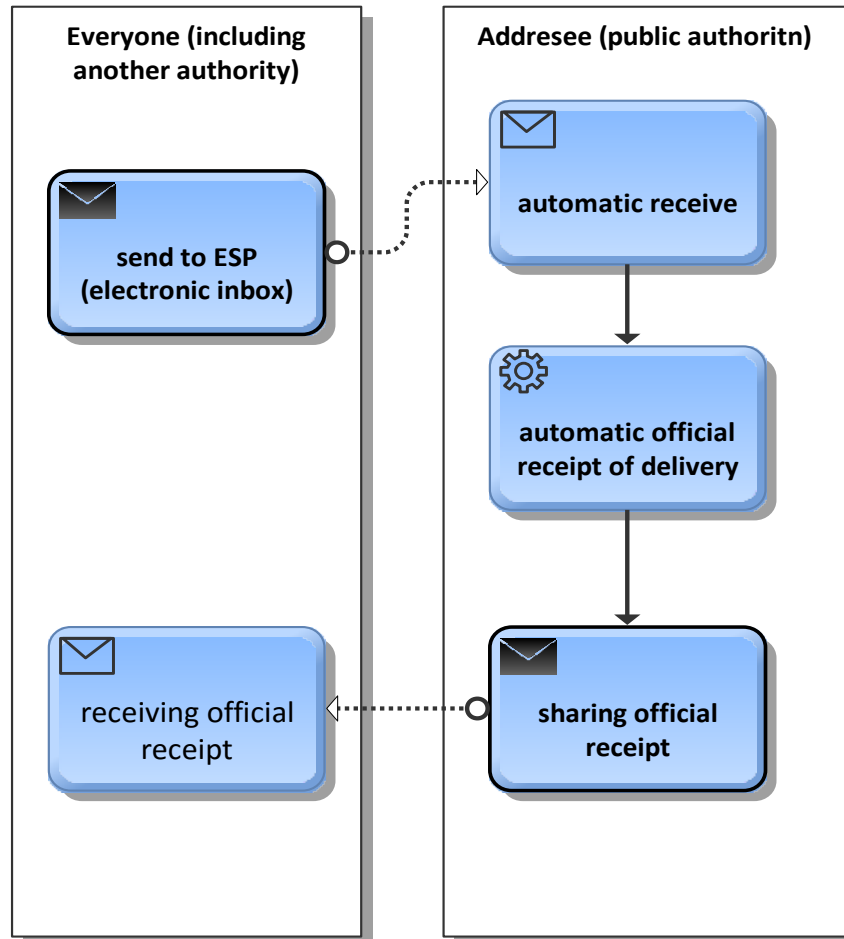 Everyone (including
another authority)
send to ESP
(electronic inbox)
receiving official
receipt
Addresee (public authoritn)
automatic receive
automatic official
receipt of delivery
sharing official
receipt